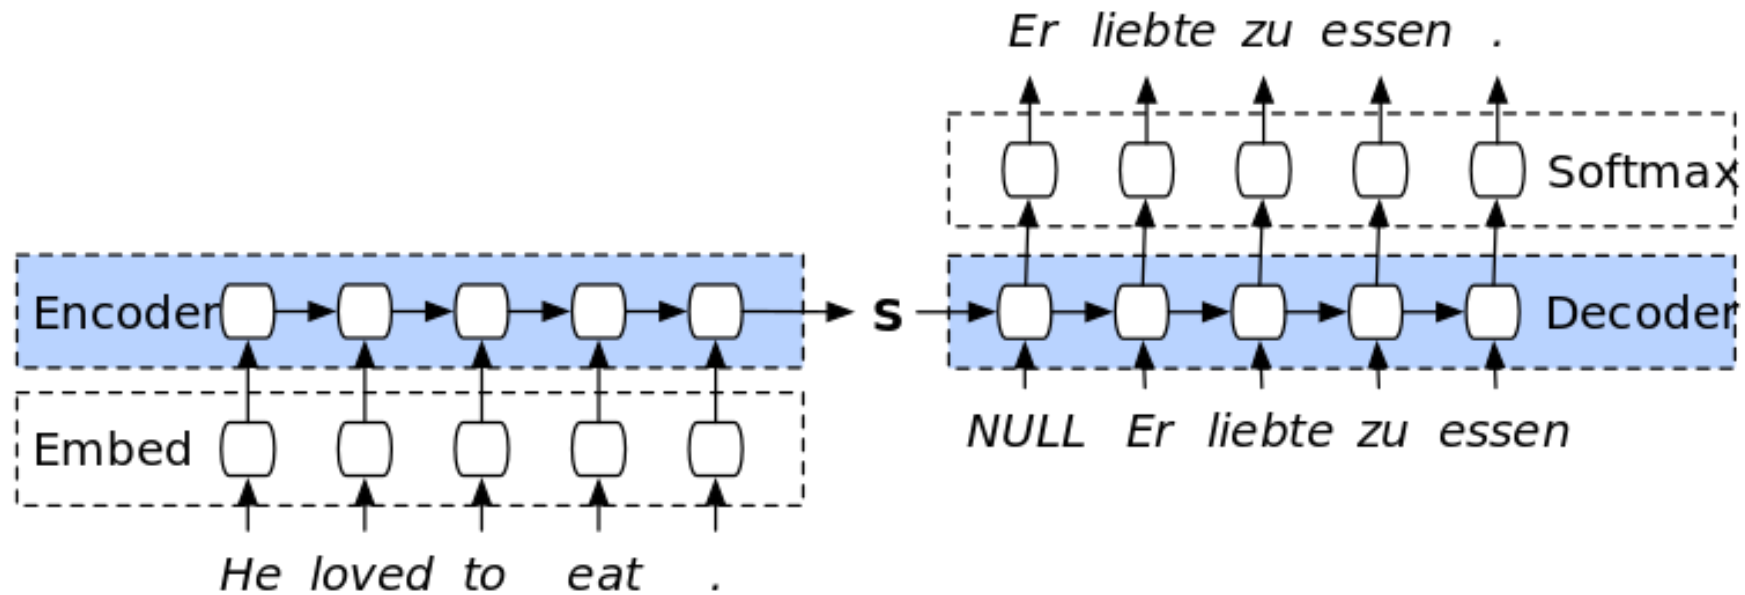 Er liebte zu essen .
Softmax
Encoder
S
Decoder
NULL Er liebte zu essen
Embed
He loved to eat .